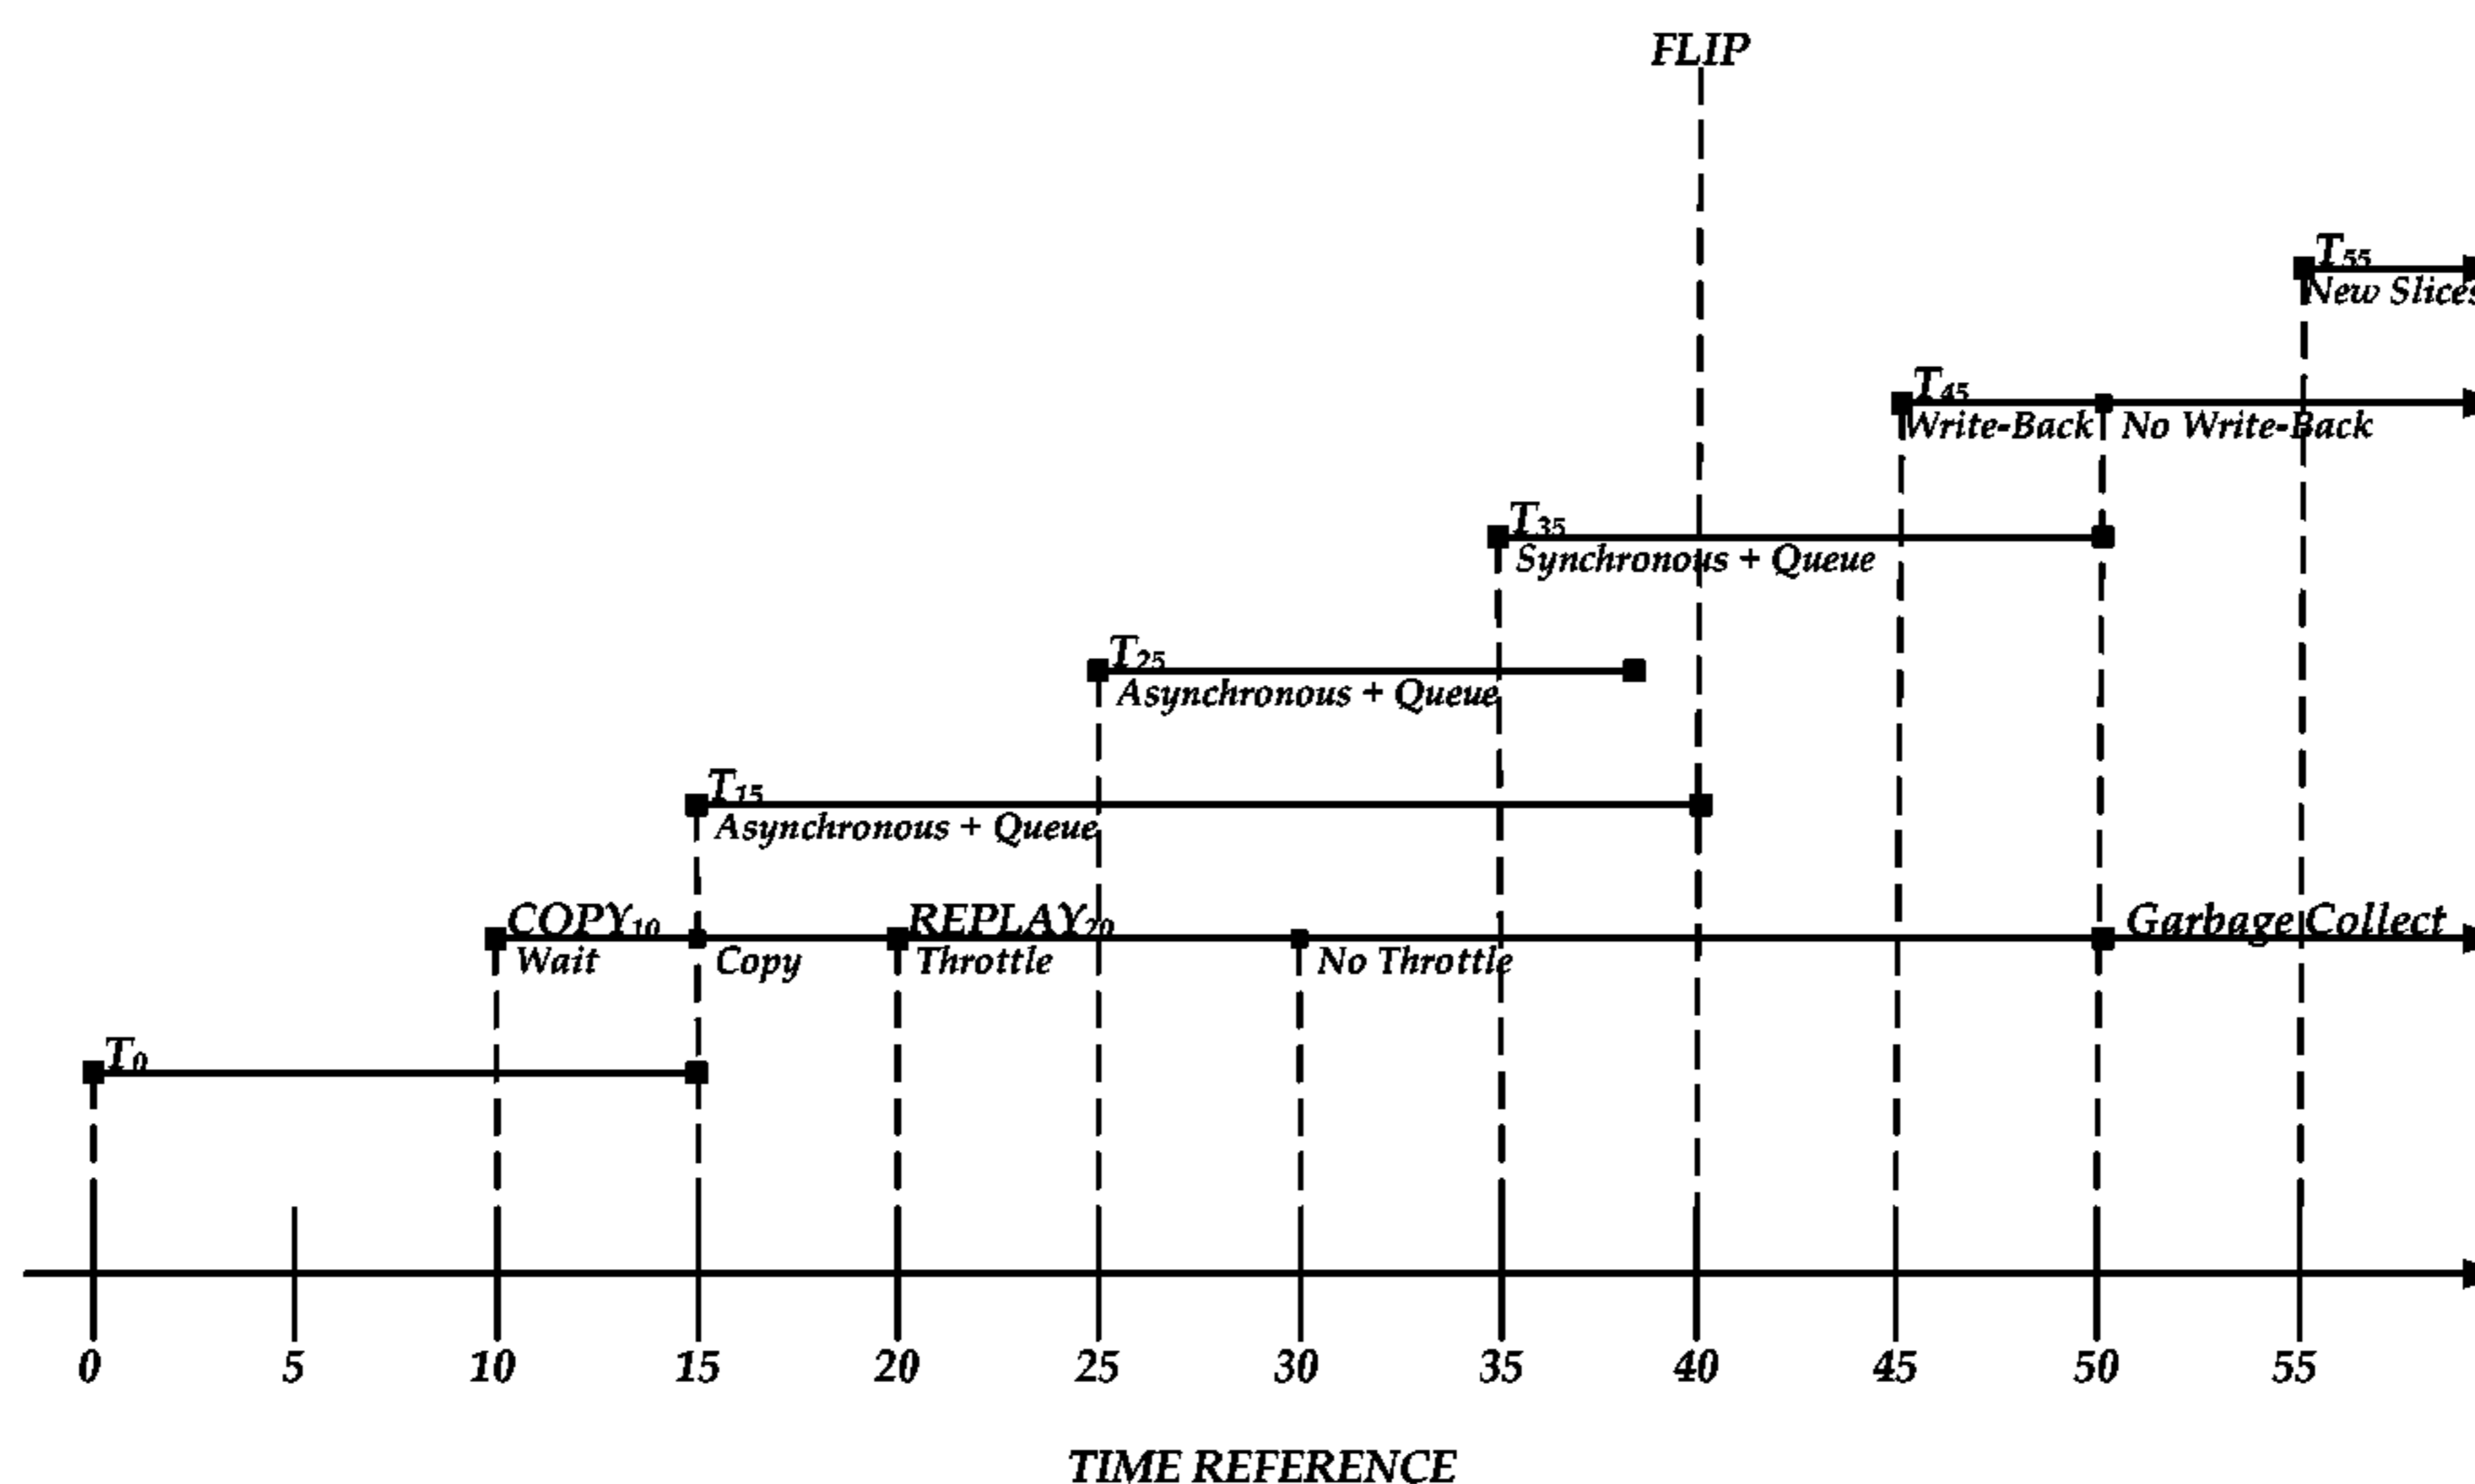 FLIP
T55
New Slices
T45
Write-Back No Write-Back
T35
Synchronous + Queue
T25
Asynchronous + Queue
T15
Asynchronous + Queue
COPY10 REPLAY20 Garbage Collect
Wait Copy Throttle No Throttle
T0
0 5 10 15 20 25 30 35 40 45 50 55
TIME REFERENCE